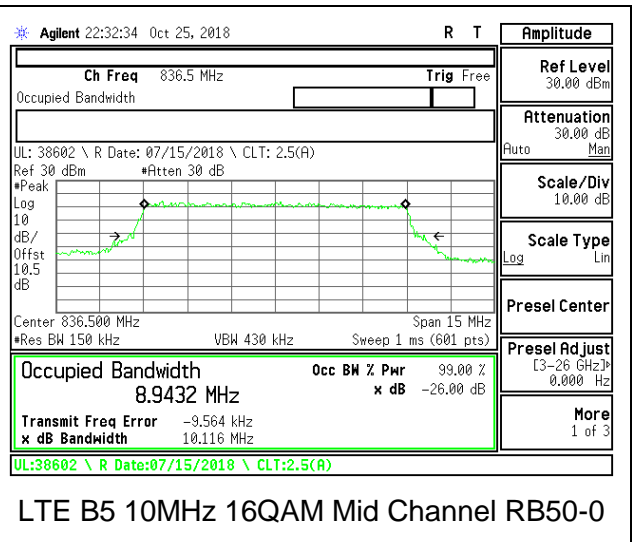 Agilent 22:32:34 Oct 25, 2018 R T
Ch Freq 836.5 MHz Trig Free
Occupied Bandwidth
UL: 38602 \ R Date: 07/15/2018 \ CLT: 2.5(A)
Ref 30 dBm #Atten 30 dB
#Peak
Log
10
dB/
Offst
10.5
dB
Center 836.500 MHz Span 15 MHz
#Res BW 150 kHz VBW 430 kHz Sweep 1 ms (601 pts)
Occupied Bandwidth Occ BW % Pwr 99.00 %
8.9432 MHz x dB -26.00 dB
Transmit Freq Error -9.564 kHz
x dB Bandwidth 10.116 MHz
UL:38602 \ R Date:07/15/2018 \ CLT:2.5(A)
Amplitude
Ref Level
30.00 dBm
Attenuation
30.00 dB
Auto Man
Scale/Div
10.00 dB
Scale Type
Log Lin
Presel Center
Presel Adjust
[3-26 GHz]
0.000 Hz
More
1 of 3
LTE B5 10MHz 16QAM Mid Channel RB50-0